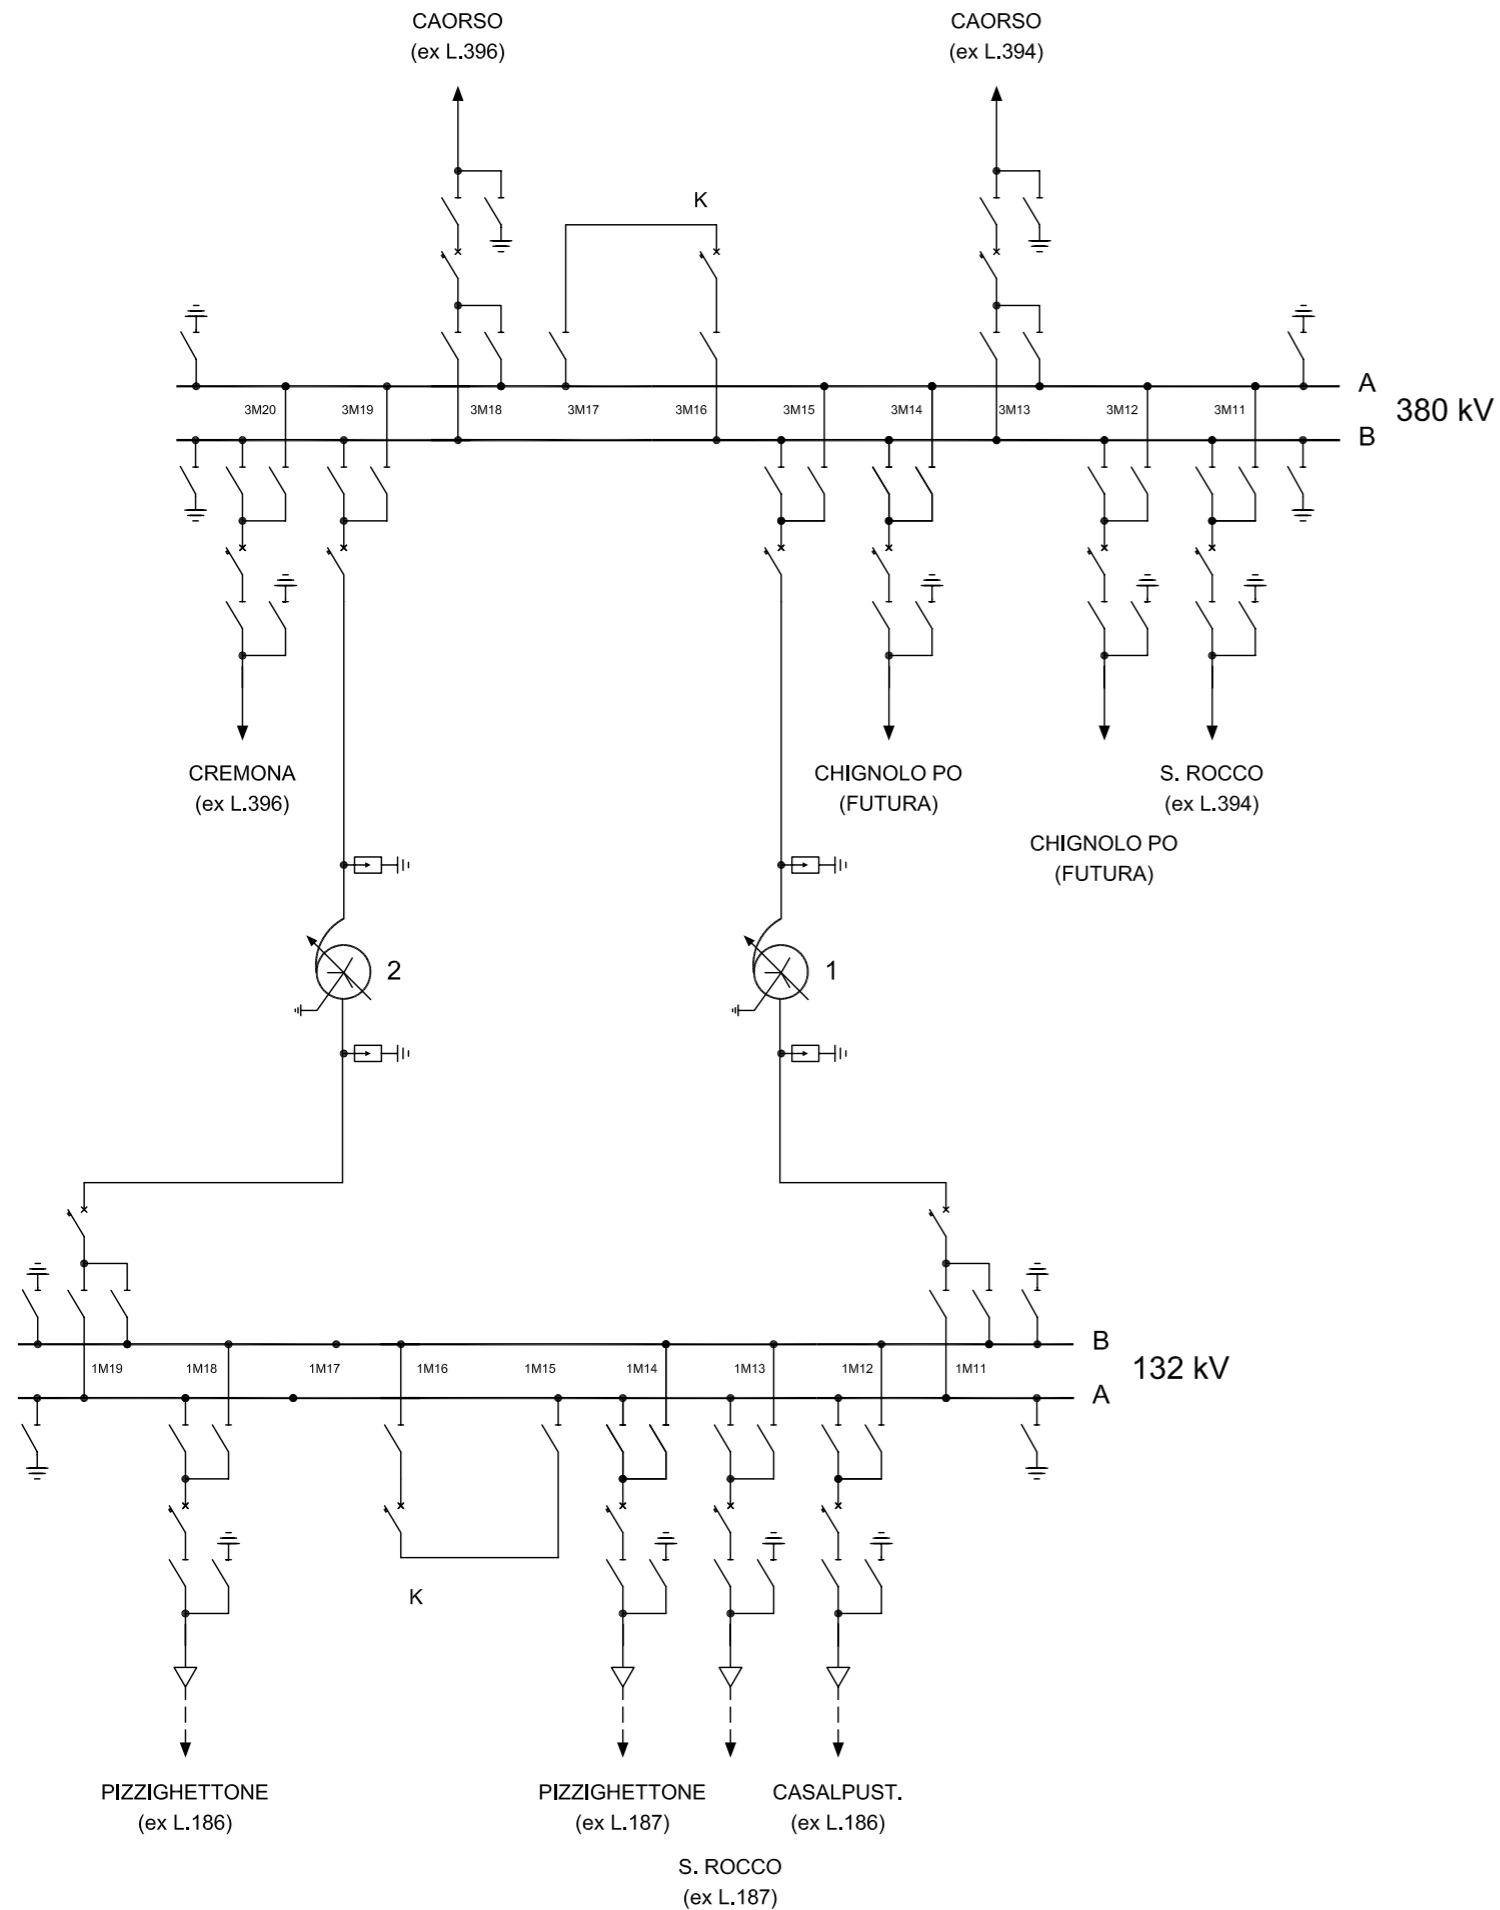 CAORSO
(ex L.396)
CAORSO
(ex L.394)
K
A
3M20
3M19
3M18
3M17
3M16
3M15
3M14
3M13
3M12
3M11
380 kV
B
CREMONA
(ex L.396)
CHIGNOLO PO
(FUTURA)
S. ROCCO
(ex L.394)
CHIGNOLO PO
(FUTURA)
2
1
B
1M19
1M18
1M17
1M16
1M15
1M14
1M13
1M12
1M11
132 kV
A
K
PIZZIGHETTONE
(ex L.186)
PIZZIGHETTONE
(ex L.187)
CASALPUST.
(ex L.186)
S. ROCCO
(ex L.187)